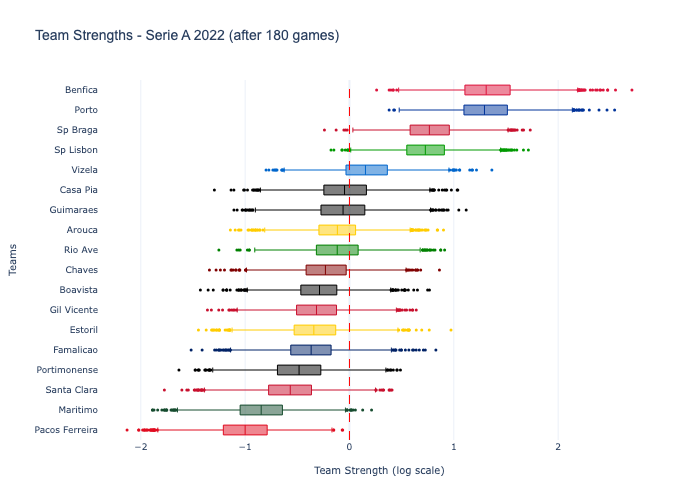 Team Strengths - Serie A 2022 (after 180 games)
Benfica
Porto
Sp Braga
Sp Lisbon
Vizela
Casa Pia
Guimaraes
Arouca
Rio Ave
Chaves
Boavista
Gil Vicente
Estoril
Famalicao
Portimonense
Santa Clara
Maritimo
Pacos Ferreira
Teams
−2 −1 0 1 2
Team Strength (log scale)